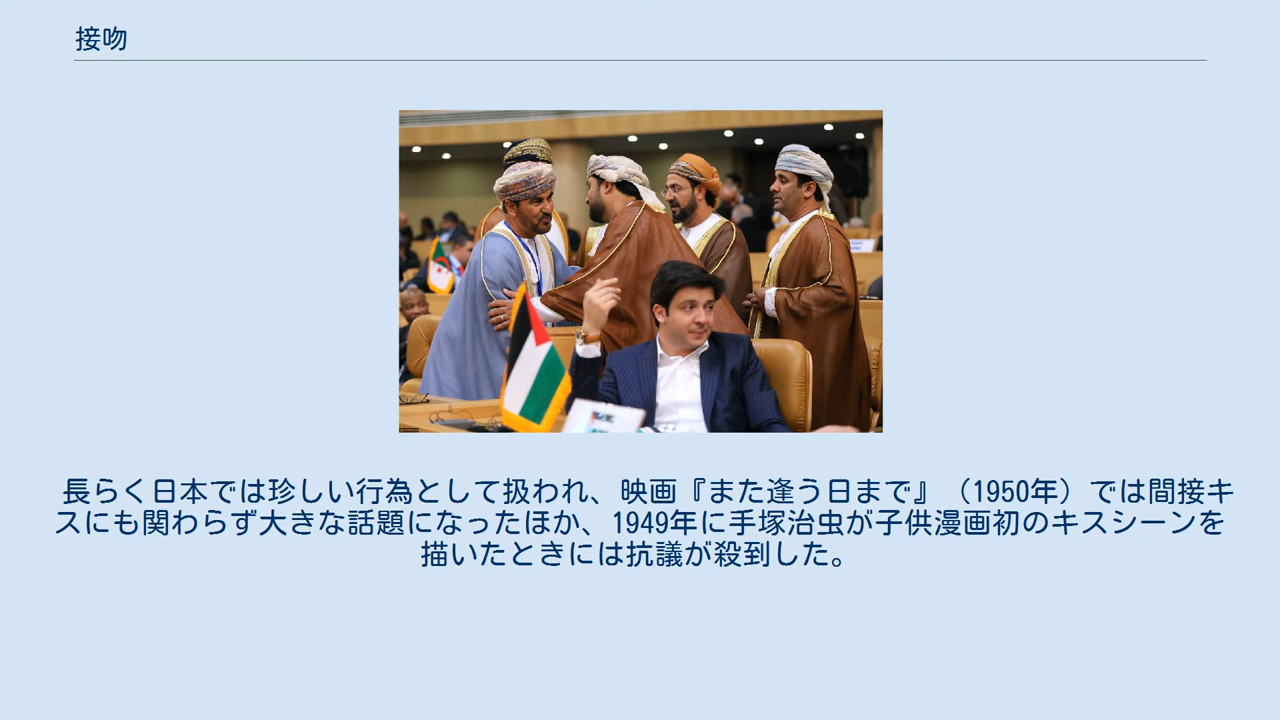 接吻
長らく日本では珍しい行為として扱われ、映画『また逢う日まで』（1950年）では間接キ
スにも関わらず大きな話題になったほか、1949年に手塚治虫が子供漫画初のキスシーンを
描いたときには抗議が殺到した。